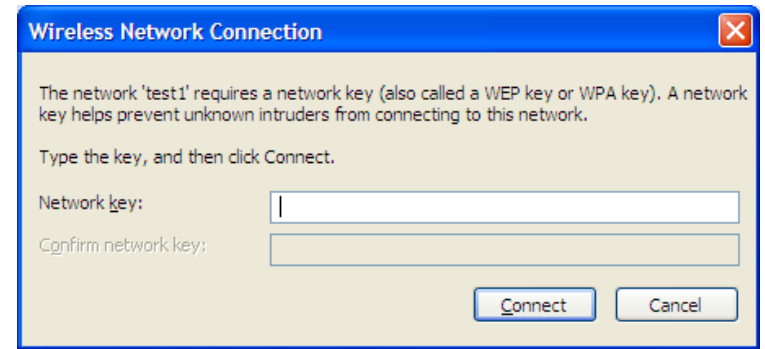 Wireless Network Connection
The network 'test1' requires a network key (also called a WEP key or WPA key). A network
key helps prevent unknown intruders from connecting to this network.
Type the key, and then click Connect.
Network key:
Confirm network key:
Connect Cancel